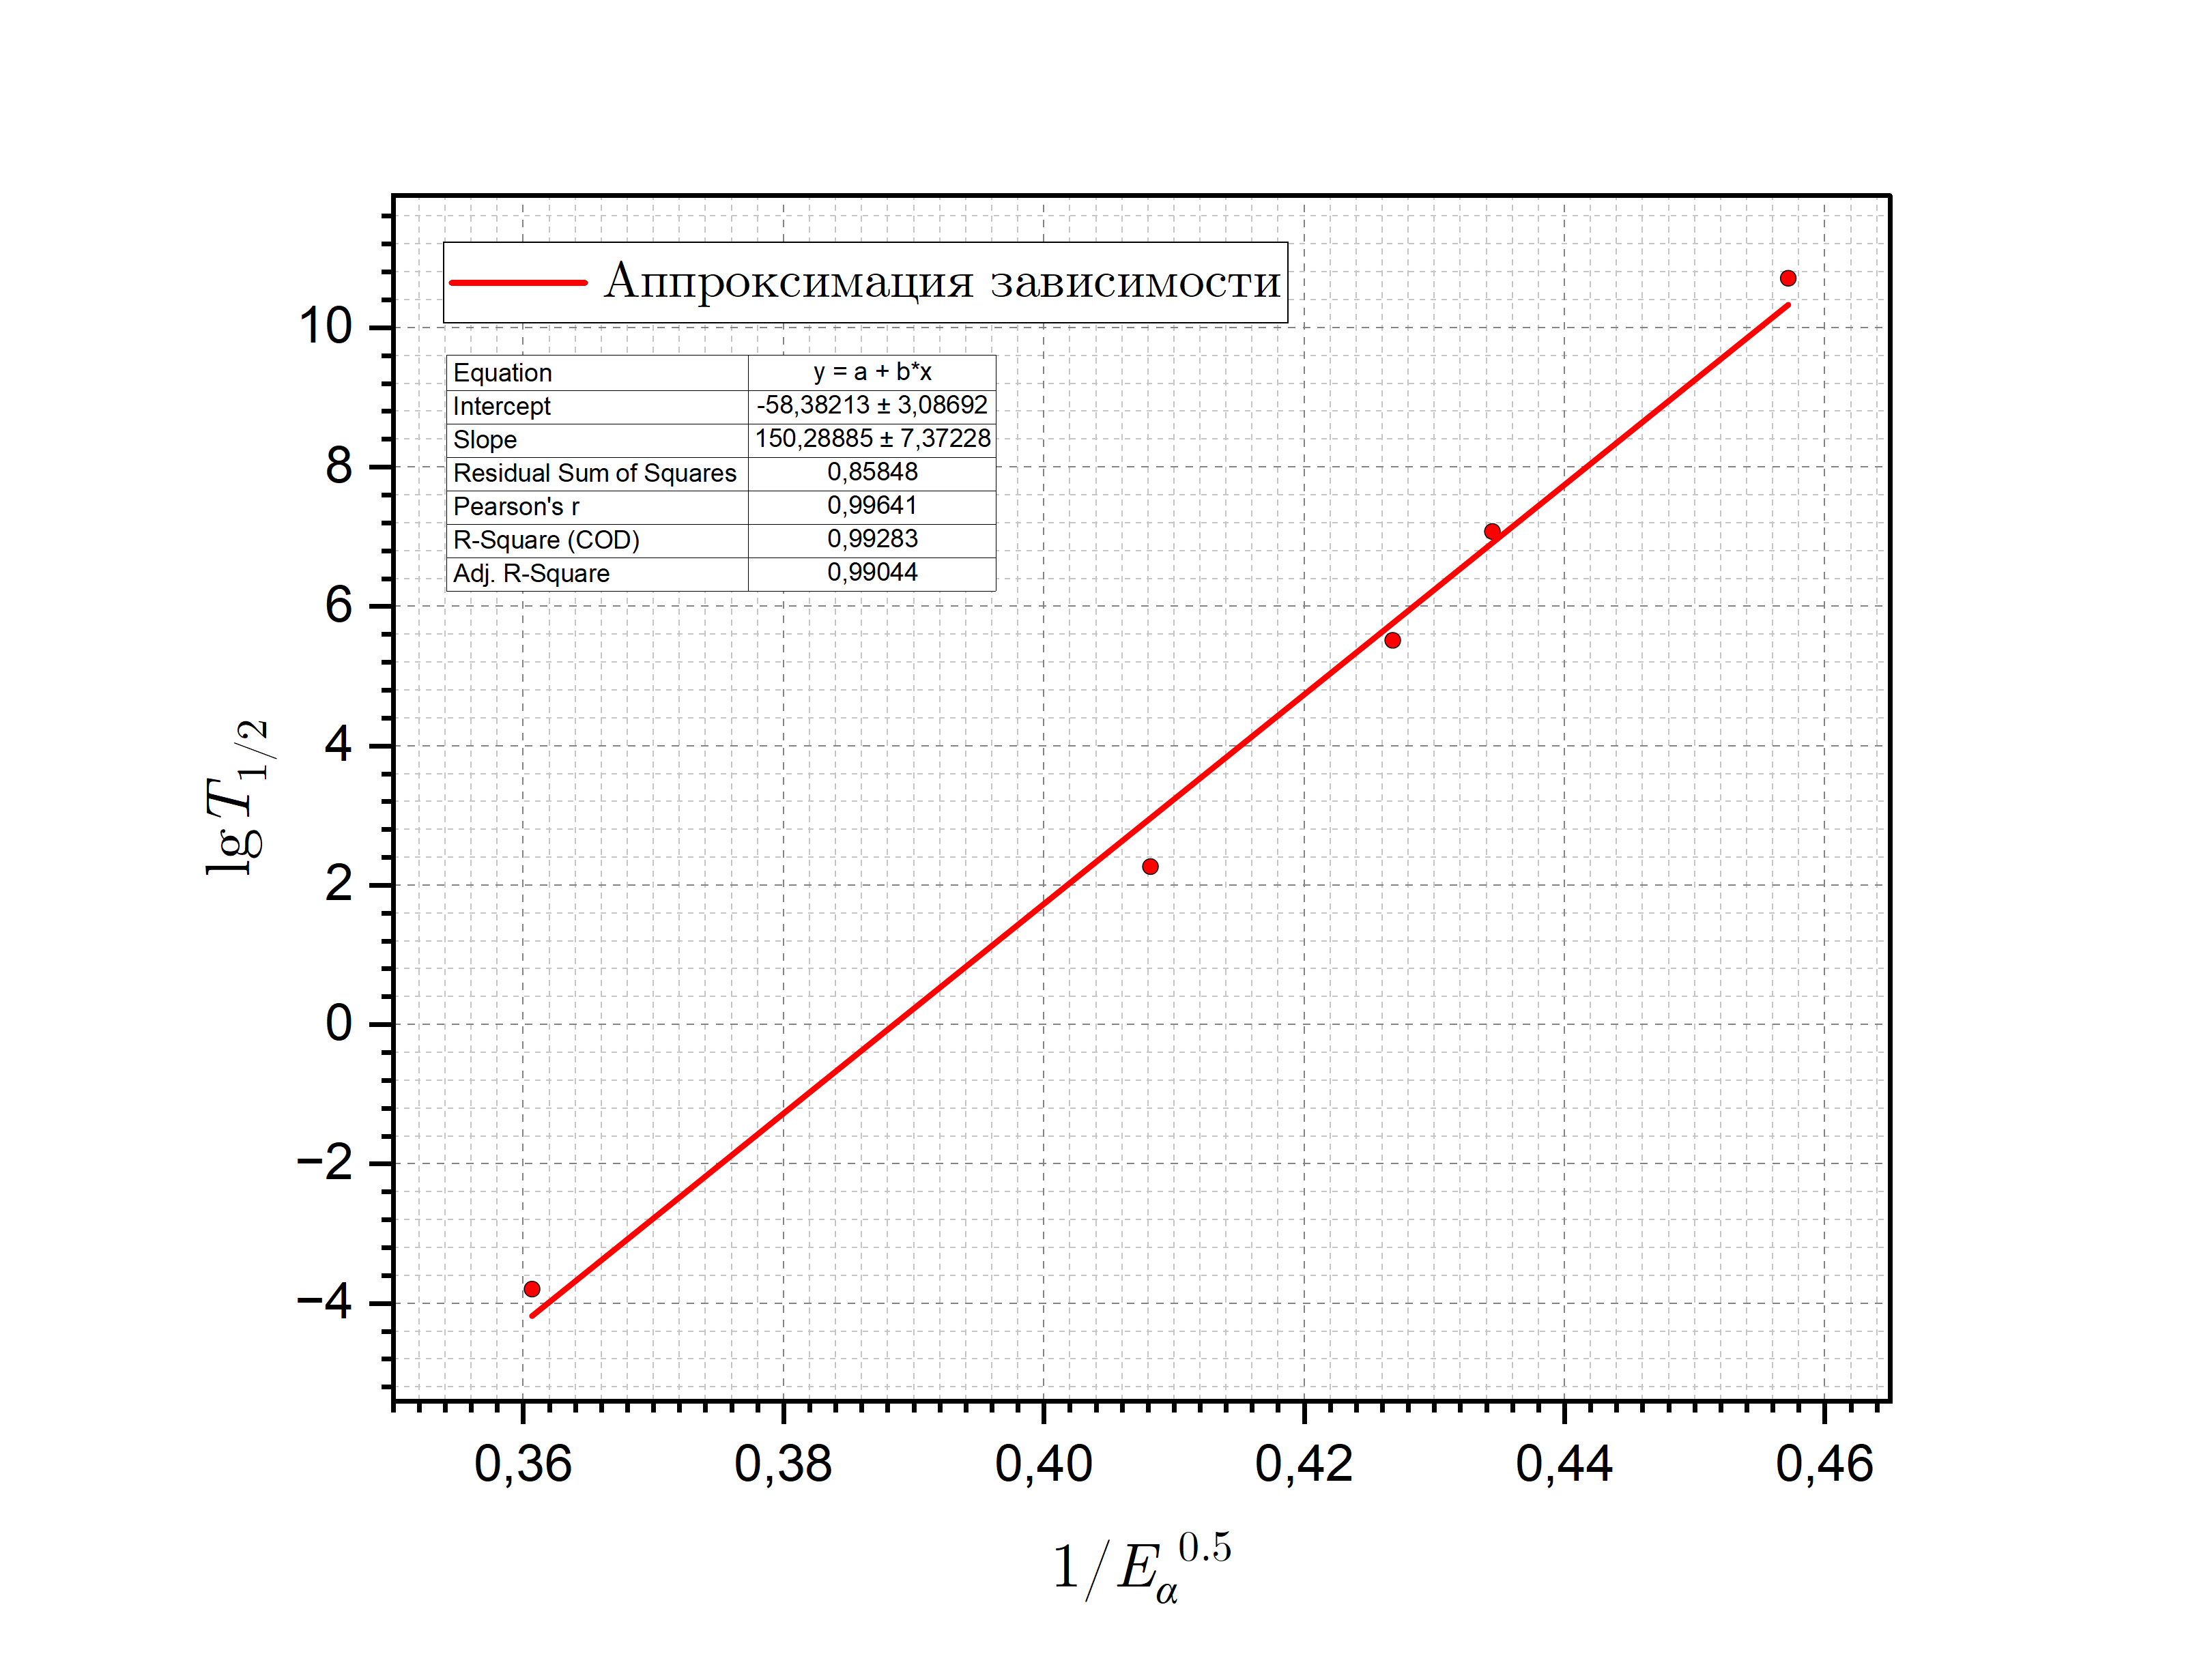 Аппроксимация зависимости
Equation y = a + b*x
Intercept -58,38213 ± 3,08692
Slope 150,28885 ± 7,37228
Residual Sum of Squares 0,85848
Pearson's r 0,99641
R-Square (COD) 0,99283
Adj. R-Square 0,99044
10
8
6
4
2
0
−2
−4
lg T1/2
0,36 0,38 0,40 0,42 0,44 0,46
1/Eα^0.5